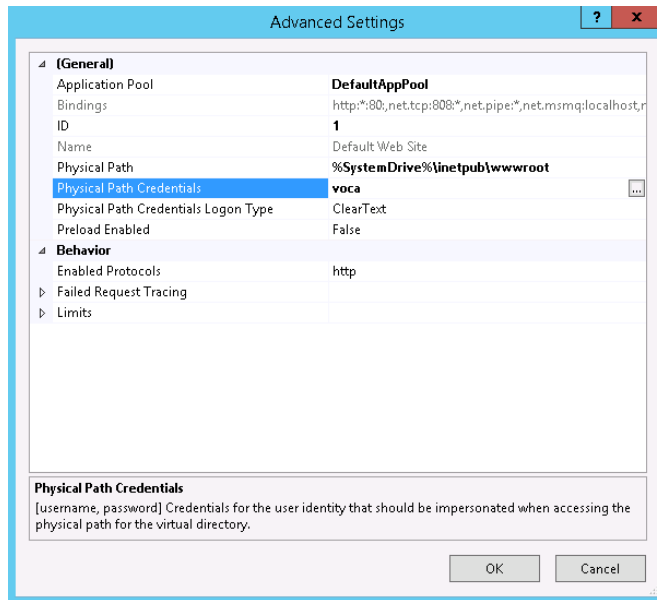 Advanced Settings
? x
(General)
Application Pool DefaultAppPool
Bindings http:*:80:,net.tcp:808:*,net.pipe:*,net.msmq:localhost,r
ID 1
Name Default Web Site
Physical Path %SystemDrive%\inetpub\wwwroot
Physical Path Credentials voca ...
Physical Path Credentials Logon Type ClearText
Preload Enabled False
Behavior
Enabled Protocols http
Failed Request Tracing
Limits
Physical Path Credentials
[username, password] Credentials for the user identity that should be impersonated when accessing the
physical path for the virtual directory.
OK Cancel